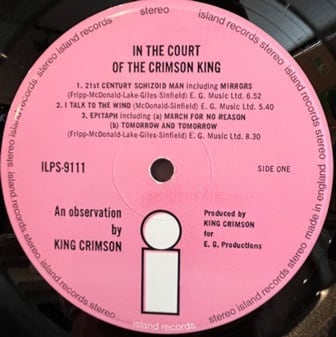 island records stereo island records stereo island records stereo island records stereo made in england island records stereo island records stereo island records stereo
IN THE COURT
OF THE CRIMSON KING
1. 21st CENTURY SCHIZOID MAN including MIRRORS
(Fripp-McDonald-Lake-Giles-Sinfield) E. G. Music Ltd. 6.52
2. I TALK TO THE WIND (McDonald-Sinfield) E. G. Music Ltd. 5.40
3. EPITAPH including (a) MARCH FOR NO REASON
(b) TOMORROW AND TOMORROW
(Fripp-McDonald-Lake-Giles-Sinfield) E. G. Music Ltd. 8.30
ILPS-9111
SIDE ONE
An observation
by
KING CRIMSON
i
Produced by
KING CRIMSON
for
E. G. Productions